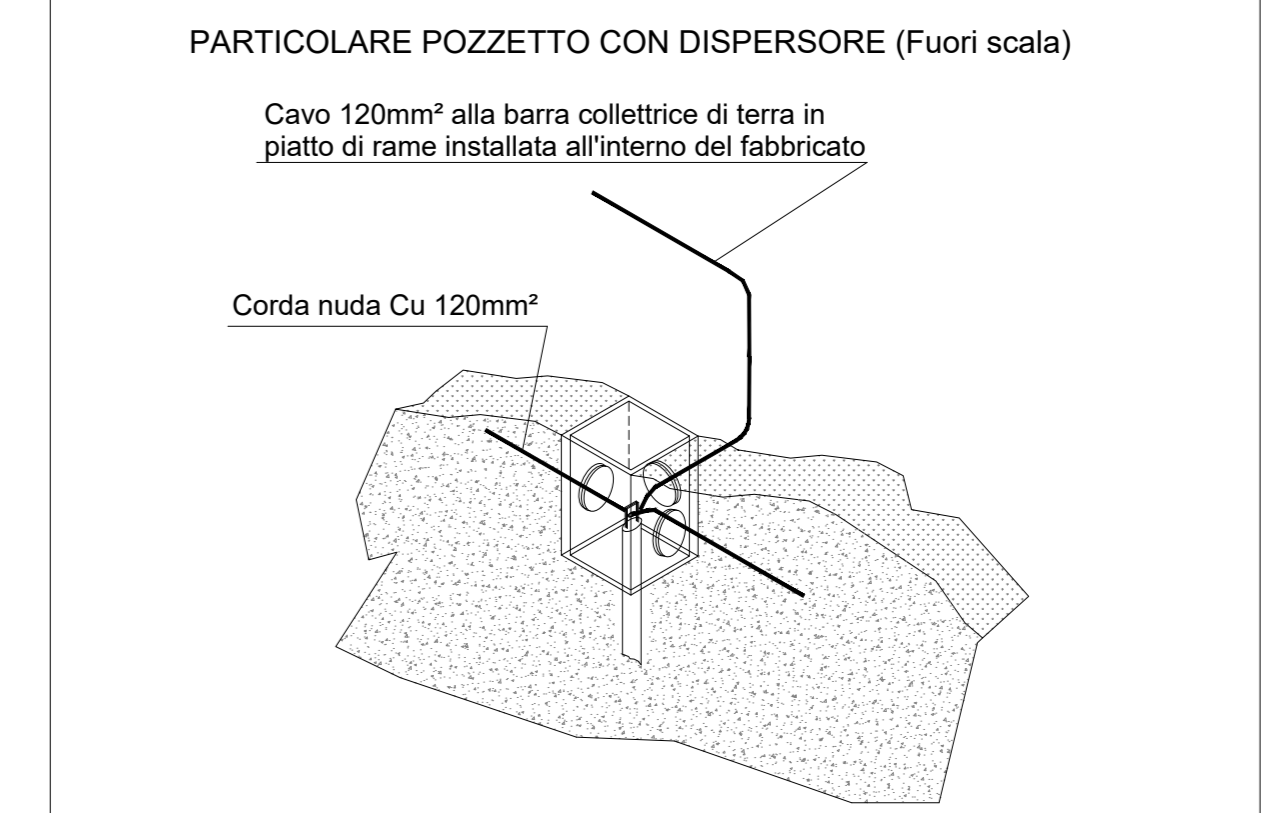 PARTICOLARE POZZETTO CON DISPERSORE (Fuori scala)
Cavo 120mm² alla barra collettrice di terra in
piatto di rame installata all'interno del fabbricato
Corda nuda Cu 120mm²